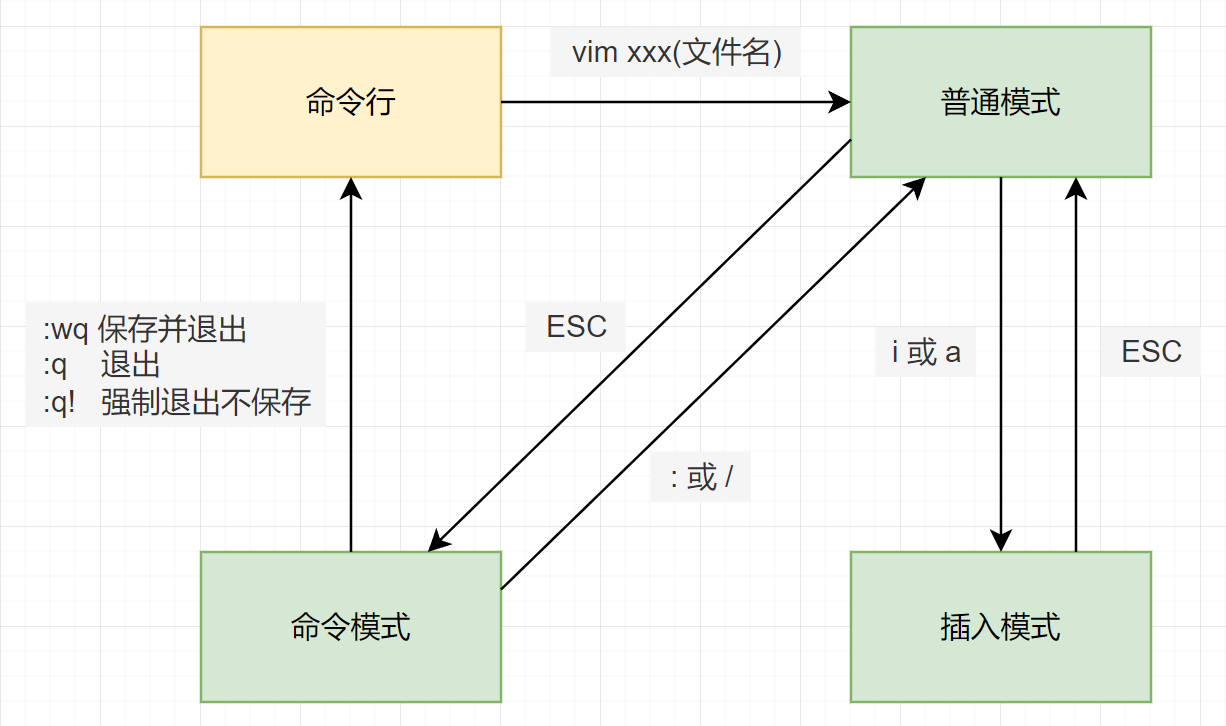 vim xxx(文件名)
命令行
普通模式
:wq 保存并退出
:q 退出
:q! 强制退出不保存
ESC
i 或 a
ESC
: 或 /
命令模式
插入模式